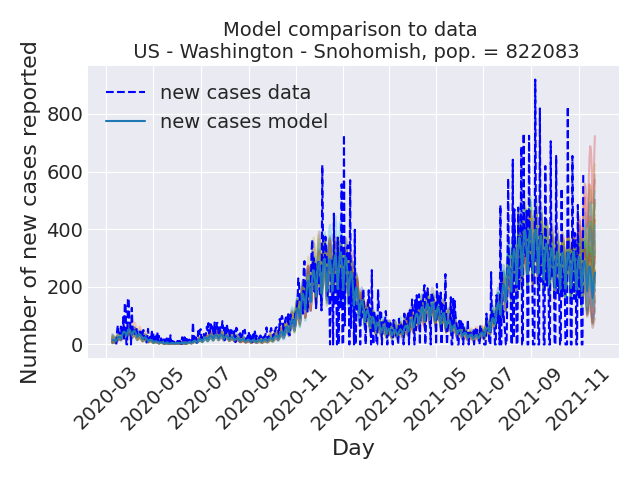 Model comparison to data
US - Washington - Snohomish, pop. = 822083
Number of new cases reported
800
600
400
200
0
new cases data
new cases model
2020-03
2020-05
2020-07
2020-09
2020-11
2021-01
2021-03
2021-05
2021-07
2021-09
2021-11
Day